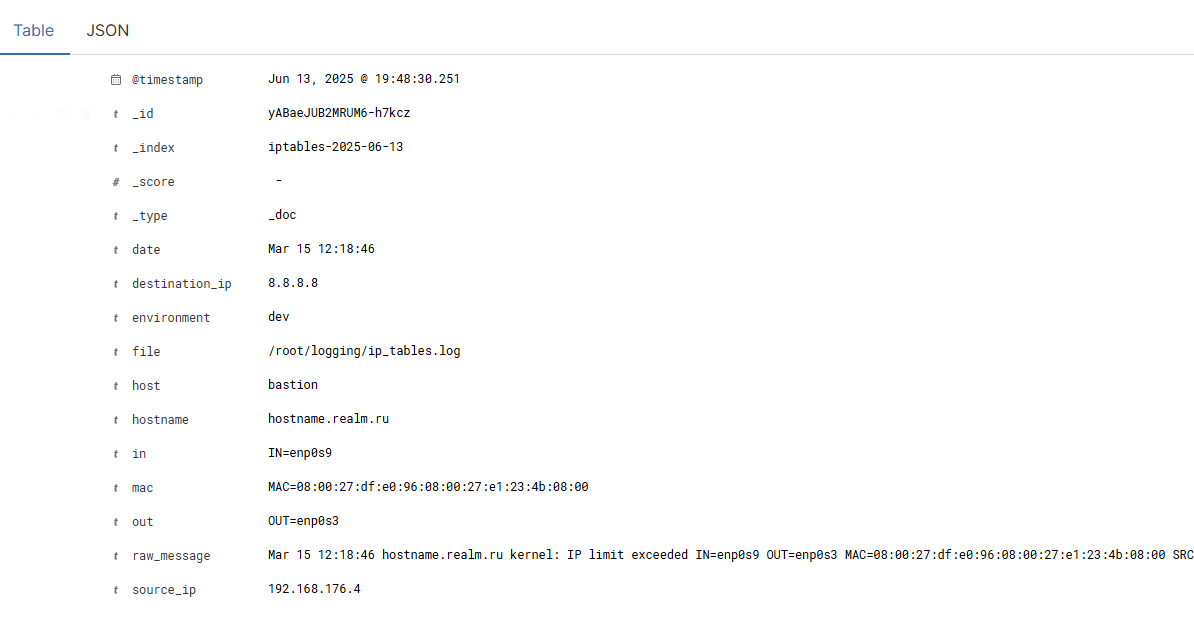 Table JSON
@timestamp Jun 13, 2025 @ 19:48:30.251
t _id yABaeJUB2MRUM6-h7kcz
t _index iptables-2025-06-13
# _score -
t _type _doc
t date Mar 15 12:18:46
t destination_ip 8.8.8.8
t environment dev
t file /root/logging/ip_tables.log
t host bastion
t hostname hostname.realm.ru
t in IN=enp0s9
t mac MAC=08:00:27:df:e0:96:08:00:27:e1:23:4b:08:00
t out OUT=enp0s3
t raw_message Mar 15 12:18:46 hostname.realm.ru kernel: IP limit exceeded IN=enp0s9 OUT=enp0s3 MAC=08:00:27:df:e0:96:08:00:27:e1:23:4b:08:00 SRC
t source_ip 192.168.176.4